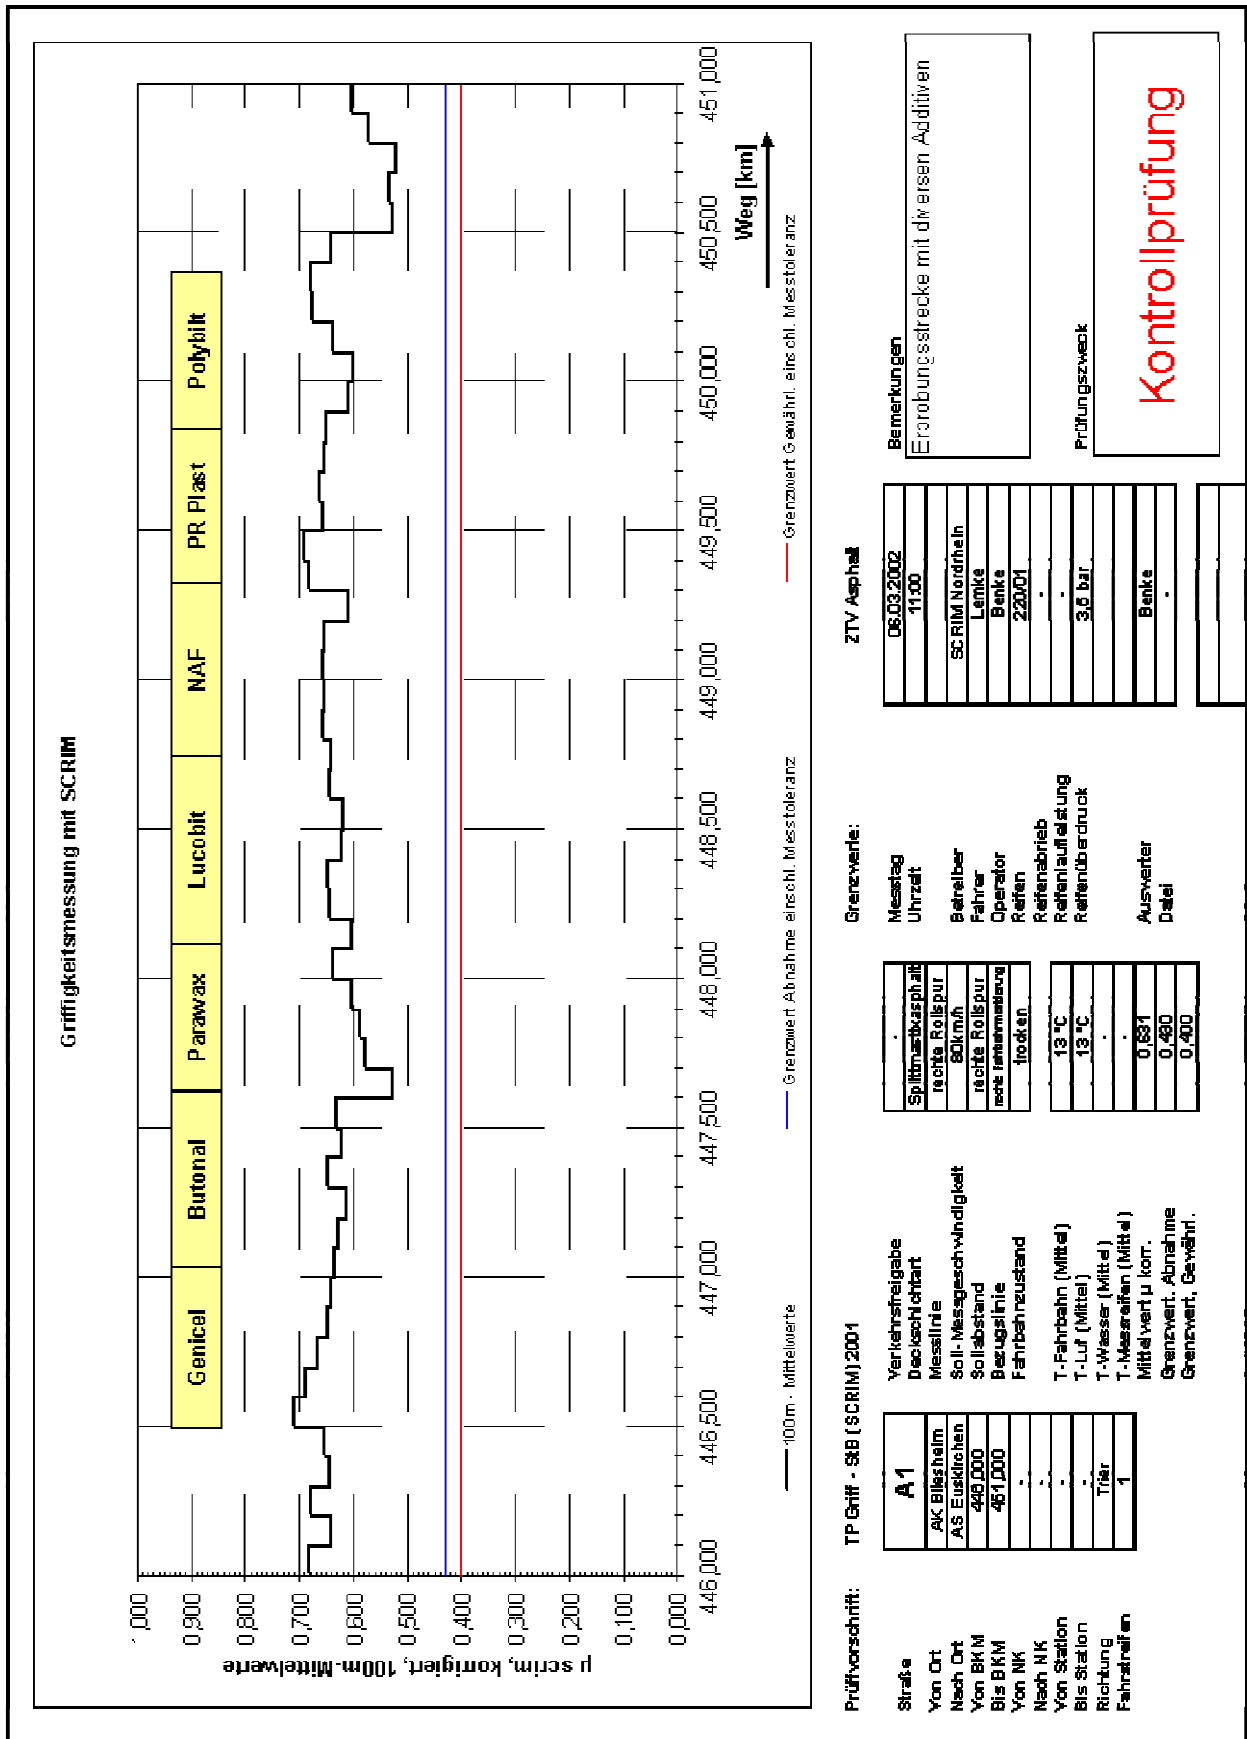 Griffigkeitsmessung mit SCRIM
Genicel Butonal Parawax Lucobit NAF PR Plast Polybilt
µ scrim, korrigiert, 100m-Mittelwerte
,000
0,900
0,800
0,700
0,600
0,500
0,400
0,300
0,200
0,100
0,000
446,000 446,500 447,000 447,500 448,000 448,500 449,000 449,500 450,000 450,500 451,000
Weg [km]
100m - Mittelwerte Grenzwert Abnahme einschl. Messtoleranz Grenzwert Gewährl. einschl. Messtoleranz
Prüfvorschrift: TP Griff - StB (SCRIM) 2001 Grenzwerte: ZTV Asphalt
Straße A 1
Von Ort AK Bliesheim
Nach Ort AS Euskirchen
Von BKM 446,000
Bis BKM 451,000
Von NK -
Nach NK -
Von Station -
Bis Station -
Richtung Trier
Fahrstreifen 1
Verkehrsfreigabe -
Deckschichtart Splittmastixasphalt
Messlinie rechte Rollspur
Soll-Messgeschwindigkeit 80km/h
Sollabstand rechte Rollspur
Bezugslinie rechte Fahrbahnmarkierung
Fahrbahnzustand trocken
T-Fahrbahn (Mittel) 13 °C
T-Luft (Mittel) 13 °C
T-Wasser (Mittel) -
T-Messreifen (Mittel) -
Mittelwert µ korr. 0,631
Grenzwert. Abnahme 0,430
Grenzwert, Gewährl. 0,400
Messtag 06.03.2002
Uhrzeit 11:00
Betreiber SCRIM Nordrhein
Fahrer Lemke
Operator Benke
Reifen 220/01
Reifenabrieb -
Reifenlaufleistung -
Reifenüberdruck 3,5 bar
Auswerter Benke
Datei -
Bemerkungen
Erprobungsstrecke mit diversen Additiven
Prüfungszweck
Kontrollprüfung